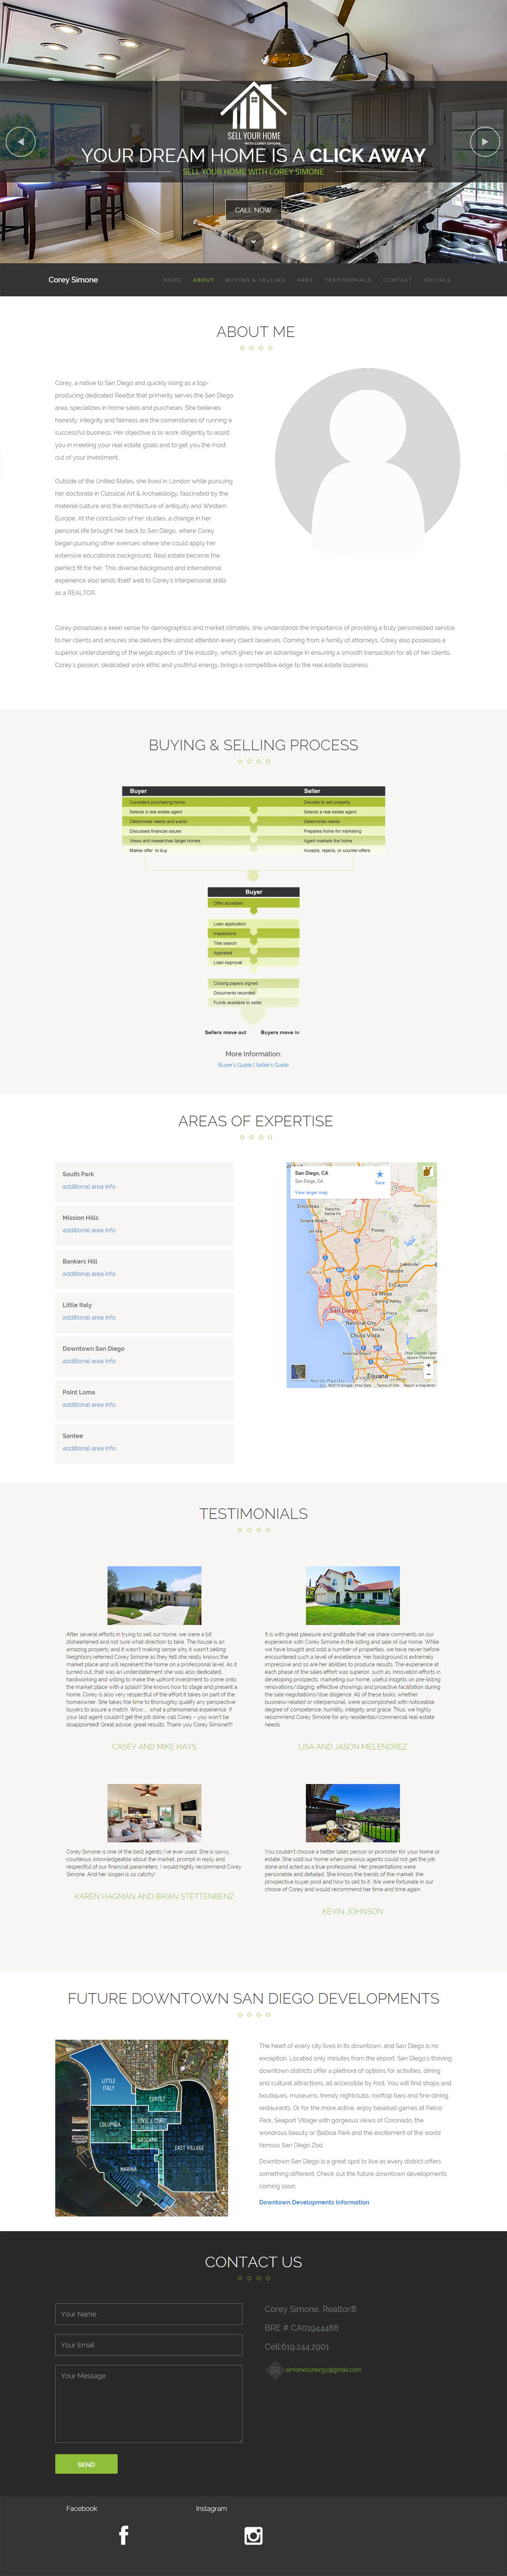 SELL YOUR HOME
WITH COREY SIMONE
YOUR DREAM HOME IS A CLICK AWAY
SELL YOUR HOME WITH COREY SIMONE
CALL NOW
Corey Simone
HOME ABOUT BUYING & SELLING AREA TESTIMONIALS CONTACT SOCIALS
ABOUT ME
Corey, a native to San Diego and quickly rising as a top-
producing dedicated Realtor that primarily serves the San Diego
area, specializes in home sales and purchases. She believes
honesty, integrity and fairness are the cornerstones of running a
successful business. Her objective is to work diligently to assist
you in meeting your real estate goals and to get you the most
out of your investment.
Outside of the United States, she lived in London while pursuing
her doctorate in Classical Art & Archaeology, fascinated by the
material culture and the architecture of antiquity and Western
Europe. At the conclusion of her studies, a change in her
personal life brought her back to San Diego, where Corey
began pursuing other avenues where she could apply her
extensive educational background. Real estate became the
perfect fit for her. This diverse background and international
experience also lends itself well to Corey's interpersonal skills
as a REALTOR.
Corey possesses a keen sense for demographics and market climates, she understands the importance of providing a truly personalized service
to her clients and ensures she delivers the utmost attention every client deserves. Coming from a family of attorneys, Corey also possesses a
superior understanding of the legal aspects of the industry, which gives her an advantage in ensuring a smooth transaction for all of her clients.
Corey's passion, dedicated work ethic and youthful energy, brings a competitive edge to the real estate business.
BUYING & SELLING PROCESS
Buyer Seller
Considers purchasing home Decides to sell property
Selects a real estate agent Selects a real estate agent
Determines needs and wants Determines needs
Discusses financial issues Prepares home for marketing
Views and researches target homes Agent markets the home
Makes offer to buy Accepts, rejects, or counter-offers
Buyer
Offer accepted
Loan application
Inspections
Title search
Appraisal
Loan Approval
Closing papers signed
Documents recorded
Funds available to seller
Sellers move out Buyers move in
More Information:
Buyer's Guide | Seller's Guide
AREAS OF EXPERTISE
South Park
additional area info
Mission Hills
additional area info
Bankers Hill
additional area info
Little Italy
additional area info
Downtown San Diego
additional area info
Point Loma
additional area info
Santee
additional area info
San Diego, CA
San Diego, CA
Save
View larger map
Encinitas
Rancho
Santa Fe
Solana Beach
Del Mar
Poway
Ramona
LA JOLLA
Lakeside
Santee
El Cajon
La Mesa
Spring Valley
San Diego
Jamul
National City
Chula Vista
Imperial Beach
Otay County
Open Space
Preserve
Tijuana
North Pacific
Google
©2015 Google - Map Data Terms of Use Report a map error
TESTIMONIALS
After several efforts in trying to sell our home, we were a bit
disheartened and not sure what direction to take. The house is an
amazing property and it wasn't making sense why it wasn't selling.
Neighbors referred Corey Simone as they felt she really knows the
market place and will represent the home on a professional level. As it
turned out, that was an understatement she was also dedicated,
hardworking and willing to make the upfront investment to come onto
the market place with a splash! She knows how to stage and present a
home. Corey is also very respectful of the effort it takes on part of the
homeowner. She takes the time to thoroughly qualify any perspective
buyers to assure a match. Wow..... what a phenomenal experience. If
your last agent couldn't get the job done, call Corey – you won't be
disappointed! Great advise, great results. Thank you Corey Simone!!!!
CASEY AND MIKE HAYS
It is with great pleasure and gratitude that we share comments on our
experience with Corey Simone in the listing and sale of our home. While
we have bought and sold a number of properties, we have never before
encountered such a level of excellence. Her background is extremely
impressive and so are her abilities to produce results. The experience at
each phase of the sales effort was superior, such as, innovation efforts in
developing prospects, marketing our home, useful insights on pre-listing
renovations/staging, effective showings and proactive facilitation during
the sale negotiations/due diligence. All of these tasks, whether
business-related or interpersonal, were accomplished with noticeable
degree of competence, humility, integrity and grace. Thus, we highly
recommend Corey Simone for any residential/commercial real estate
needs.
LISA AND JASON MELENDREZ
Corey Simone is one of the best agents I've ever used. She is savvy,
courteous, knowledgeable about the market, prompt in reply and
respectful of our financial parameters. I would highly recommend Corey
Simone. And her slogan is so catchy!
KAREN HAGMAN AND BRIAN STETTENBENZ
You couldn't choose a better sales person or promoter for your home or
estate. She sold our home when previous agents could not get the job
done and acted as a true professional. Her presentations were
personable and detailed. She knows the trends of the market, the
prospective buyer pool and how to sell to it. We were fortunate in our
choice of Corey and would recommend her time and time again.
KEVIN JOHNSON
FUTURE DOWNTOWN SAN DIEGO DEVELOPMENTS
LITTLE
ITALY
CORTEZ
COLUMBIA
CIVIC & CORE
GASLAMP
EAST VILLAGE
MARINA
The heart of every city lives in its downtown, and San Diego is no
exception. Located only minutes from the airport, San Diego's thriving
downtown districts offer a plethora of options for activities, dining
and cultural attractions, all accessible by foot. You will find shops and
boutiques, museums, trendy nightclubs, rooftop bars and fine dining
restaurants. Or for the more active, enjoy baseball games at Petco
Park, Seaport Village with gorgeous views of Coronado, the
wondrous beauty or Balboa Park and the excitement of the world
famous San Diego Zoo.
Downtown San Diego is a great spot to live as every district offers
something different. Check out the future downtown developments
coming soon.
Downtown Developments Information
CONTACT US
Your Name
Your Email
Your Message
SEND
Corey Simone, Realtor®
BRE # CA01944488
Cell:619.244.2901
simonesynergy@gmail.com
Facebook Instagram